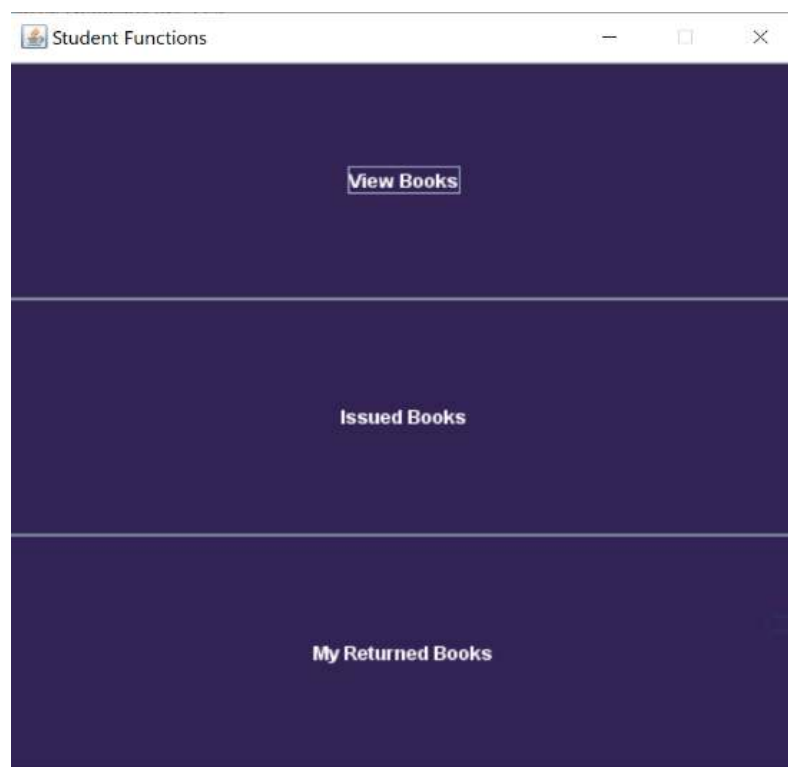 Student Functions
View Books
Issued Books
My Returned Books